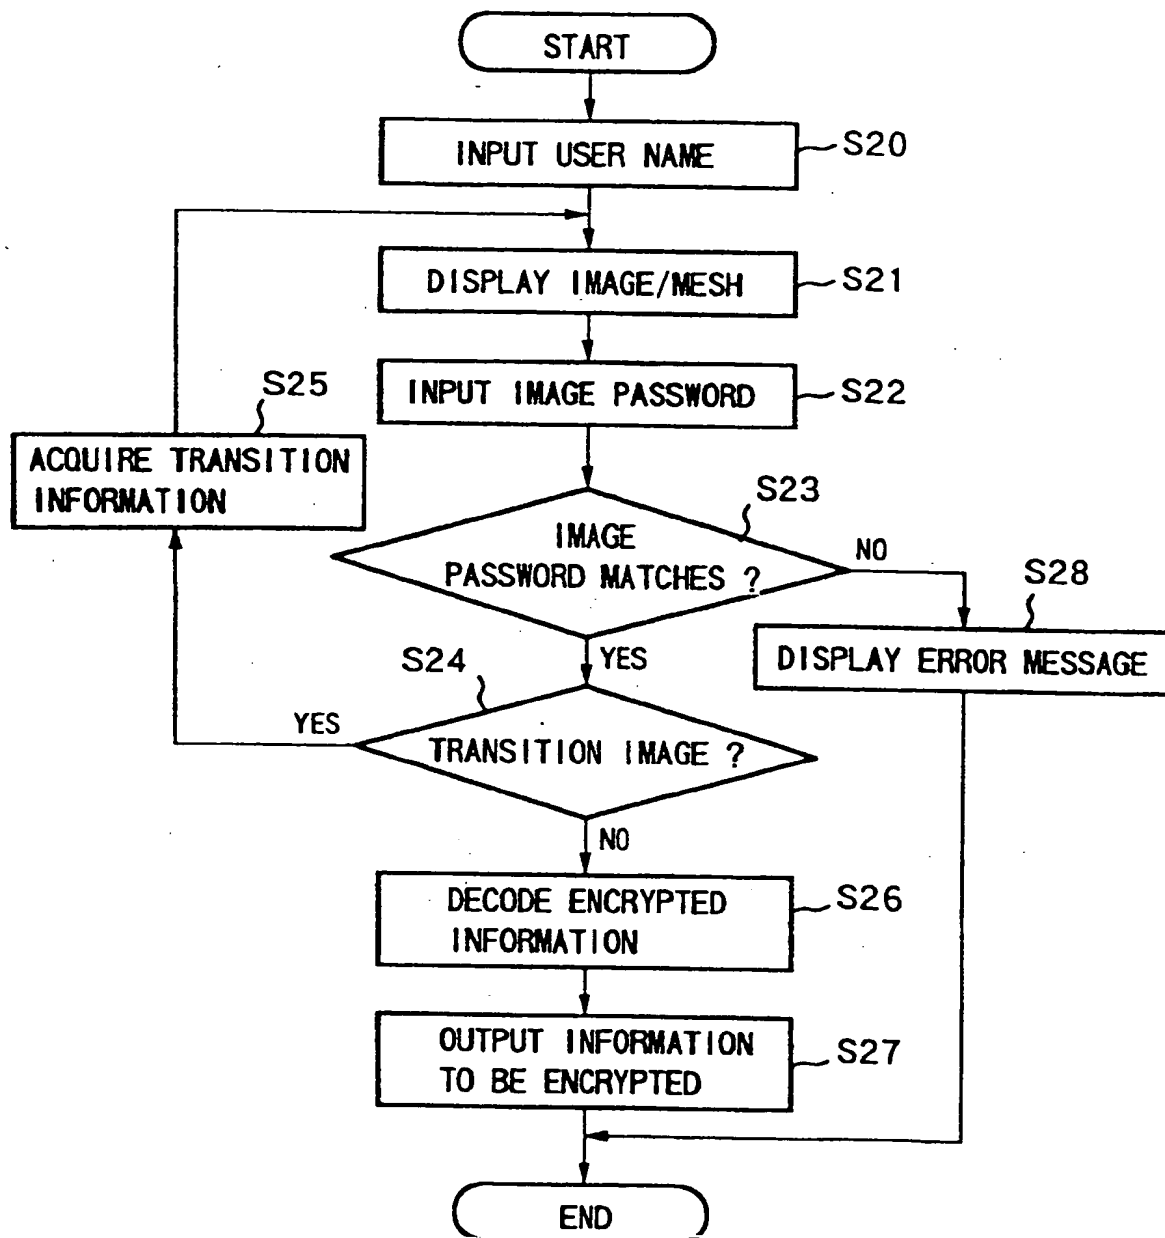 START
INPUT USER NAME
S20
DISPLAY IMAGE/MESH
S21
INPUT IMAGE PASSWORD
S22
S25
ACQUIRE TRANSITION
INFORMATION
S23
IMAGE
PASSWORD MATCHES ?
NO
S28
DISPLAY ERROR MESSAGE
YES
S24
YES
TRANSITION IMAGE ?
NO
DECODE ENCRYPTED
INFORMATION
S26
OUTPUT INFORMATION
TO BE ENCRYPTED
S27
END